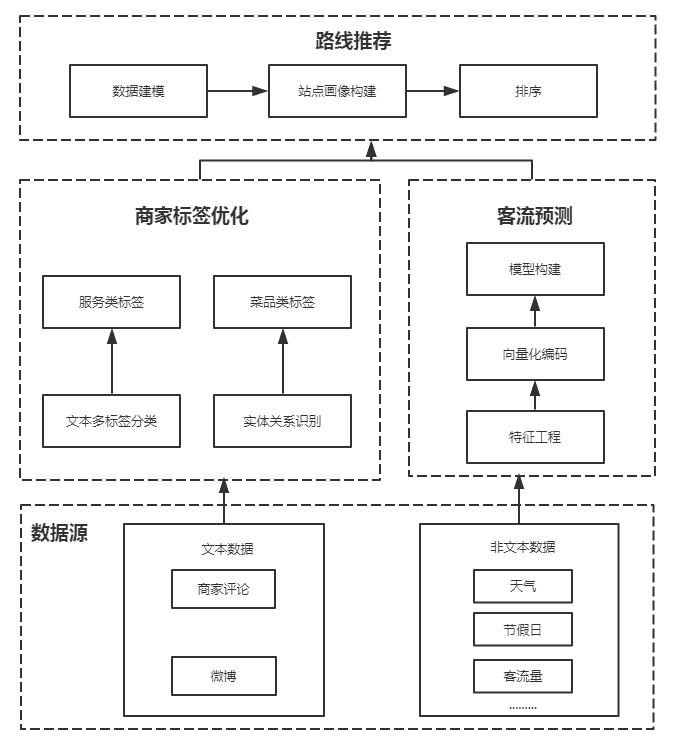 路线推荐
数据建模
站点画像构建
排序
商家标签优化
服务类标签
菜品类标签
文本多标签分类
实体关系识别
客流预测
模型构建
向量化编码
特征工程
数据源
文本数据
商家评论
微博
非文本数据
天气
节假日
客流量
.........